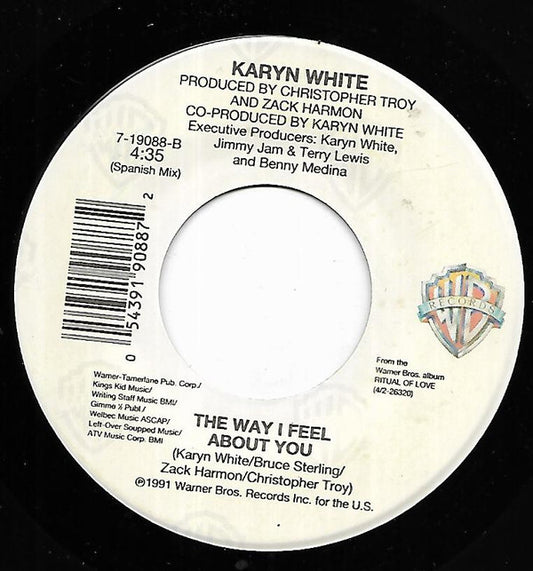 KARYN WHITE
PRODUCED BY CHRISTOPHER TROY
AND ZACK HARMON
CO-PRODUCED BY KARYN WHITE
Executive Producers: Karyn White,
Jimmy Jam & Terry Lewis
and Benny Medina
7-19088-B
4:35
(Spanish Mix)
0 54391 90887 2
WB
RECORDS
From the
Warner Bros. album
RITUAL OF LOVE
(4/2-26320)
Warner-Tamerlane Pub. Corp./
Kings Kid Music/
Writing Staff Music BMI/
Gimme ½ Publ./
Welbec Music ASCAP/
Left-Over Soupped Music/
ATV Music Corp. BMI
THE WAY I FEEL
ABOUT YOU
(Karyn White/Bruce Sterling/
Zack Harmon/Christopher Troy)
℗1991 Warner Bros. Records Inc. for the U.S.